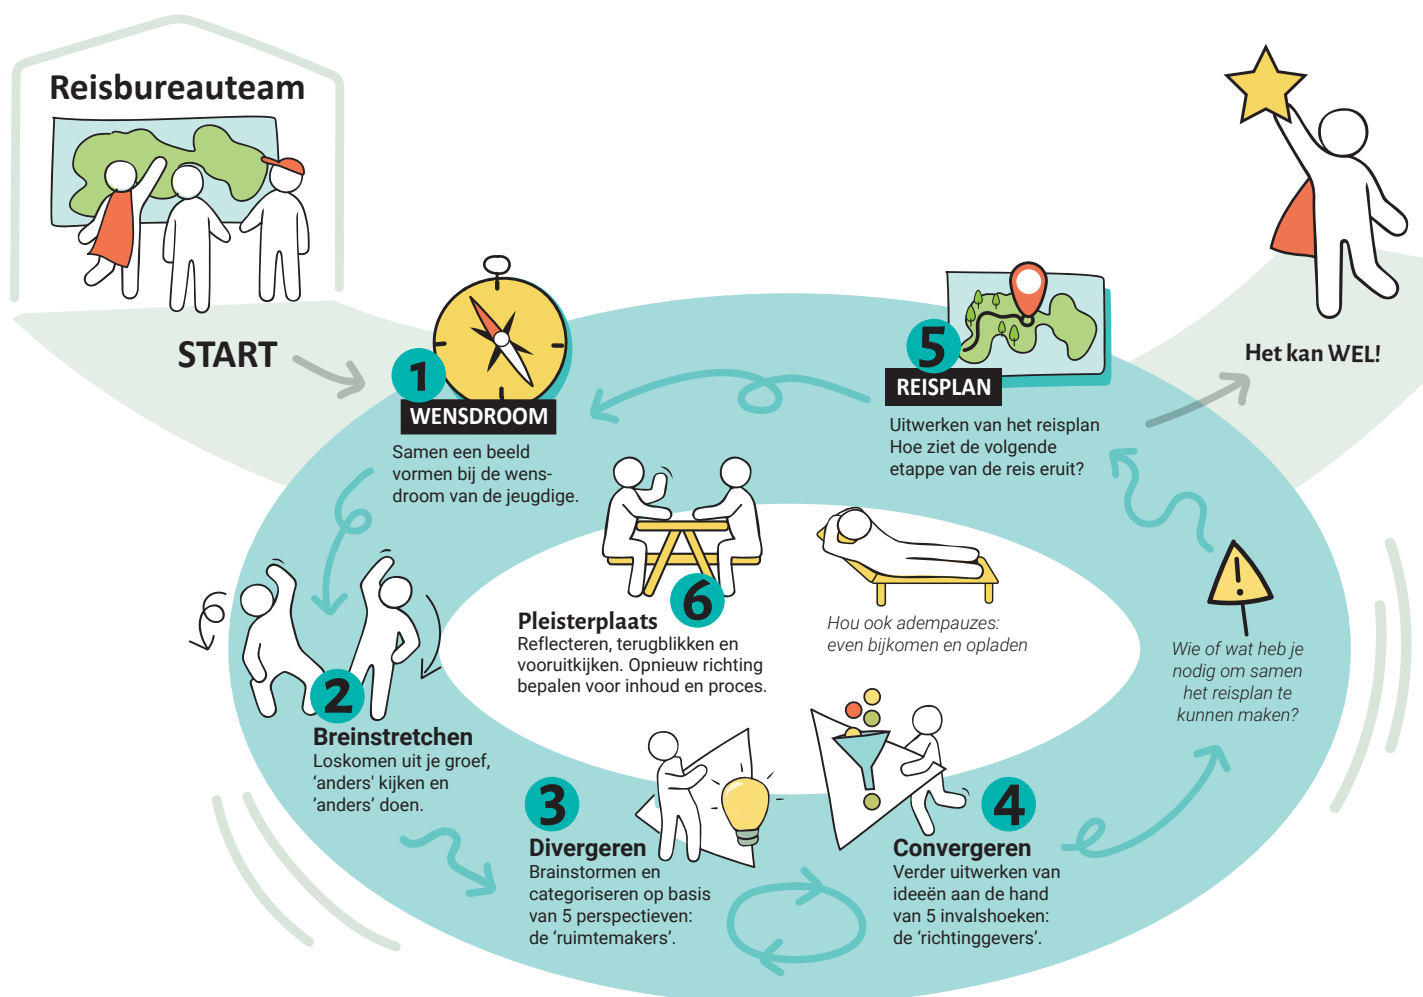 Reisbureauteam
START
1
WENSDROOM
Samen een beeld
vormen bij de wens-
droom van de jeugdige.
2
Breinstretchen
Loskomen uit je groef,
‘anders' kijken en
’anders’ doen.
3
Divergeren
Brainstormen en
categoriseren op basis
van 5 perspectieven:
de ‘ruimtemakers’.
4
Convergeren
Verder uitwerken van
ideeën aan de hand
van 5 invalshoeken:
de ‘richtinggevers’.
!
Wie of wat heb je
nodig om samen
het reisplan te
kunnen maken?
5
REISPLAN
Uitwerken van het reisplan
Hoe ziet de volgende
etappe van de reis eruit?
6
Pleisterplaats
Reflecteren, terugblikken en
vooruitkijken. Opnieuw richting
bepalen voor inhoud en proces.
Hou ook adempauzes:
even bijkomen en opladen
Het kan WEL!